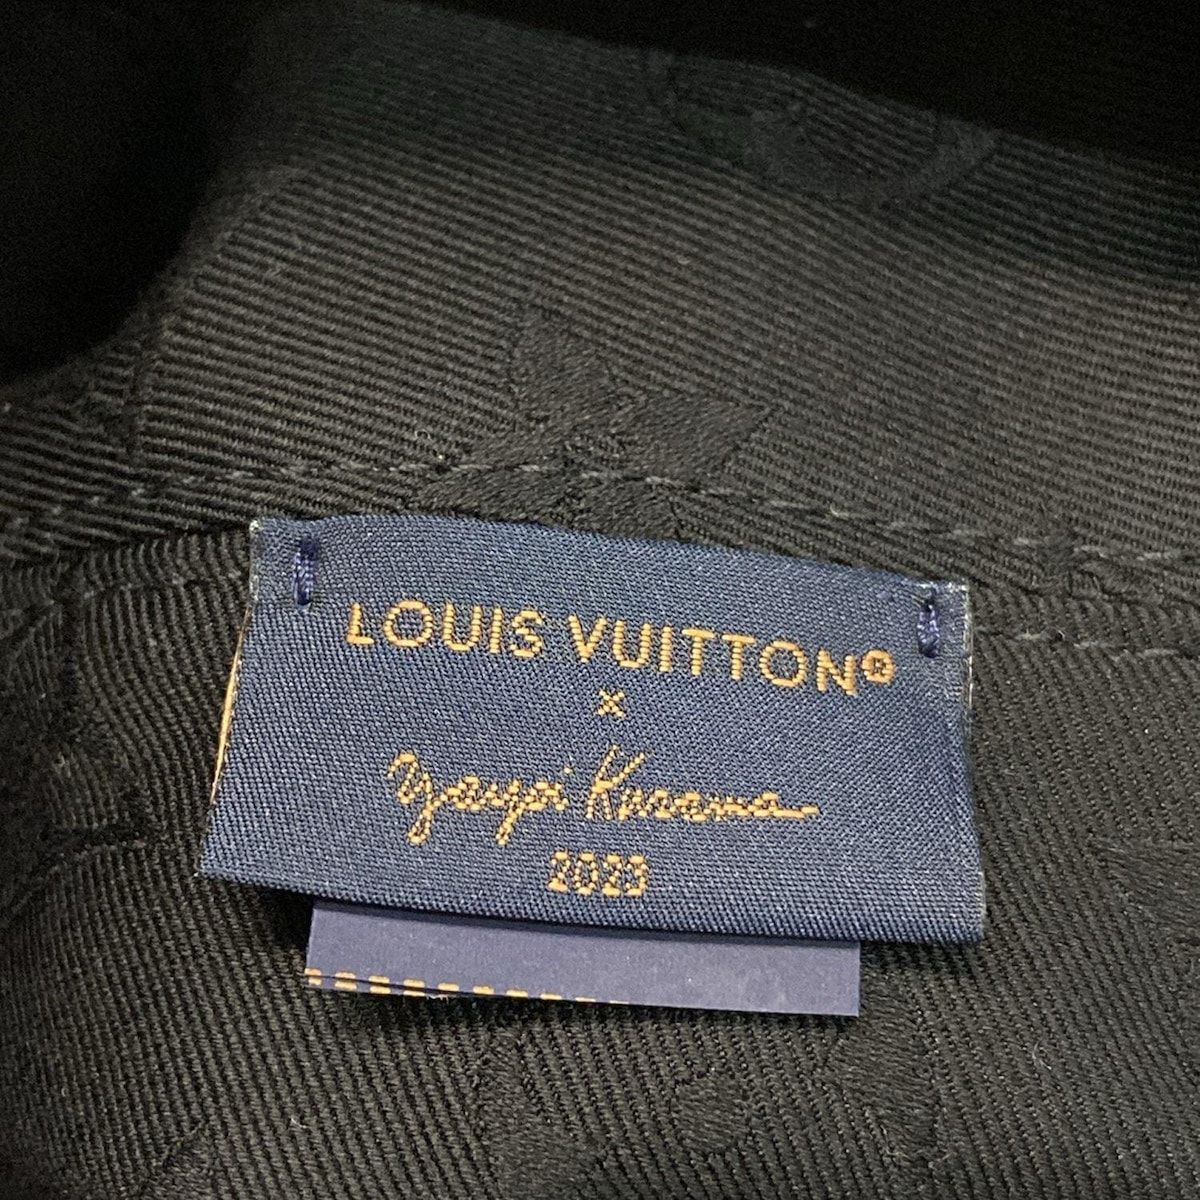 LOUIS VUITTON®
x
Yayoi Kusama
2023